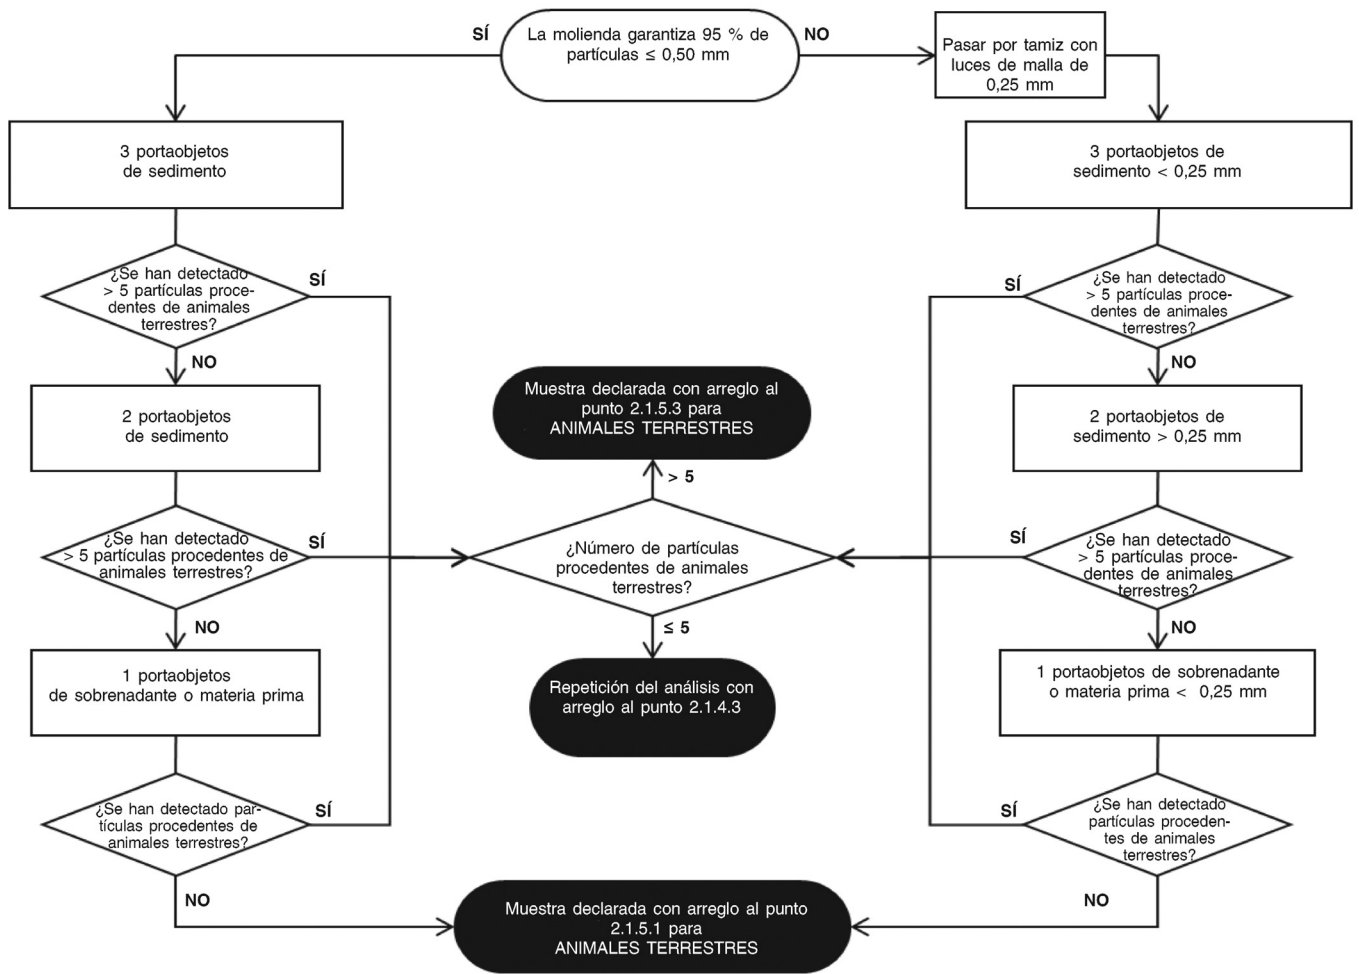 La molienda garantiza 95 % de
partículas ≤ 0,50 mm
SÍ
NO
Pasar por tamiz con
luces de malla de
0,25 mm
3 portaobjetos
de sedimento
3 portaobjetos de
sedimento < 0,25 mm
¿Se han detectado
> 5 partículas proce-
dentes de animales
terrestres?
SÍ
NO
¿Se han detectado
> 5 partículas proce-
dentes de animales
terrestres?
SÍ
NO
2 portaobjetos
de sedimento
Muestra declarada con arreglo al
punto 2.1.5.3 para
ANIMALES TERRESTRES
2 portaobjetos de
sedimento > 0,25 mm
> 5
¿Se han detectado
> 5 partículas procedentes de
animales terrestres?
SÍ
NO
¿Número de partículas
procedentes de animales
terrestres?
≤ 5
¿Se han detectado
> 5 partículas proce-
dentes de animales
terrestres?
SÍ
NO
1 portaobjetos
de sobrenadante o materia prima
Repetición del análisis con
arreglo al punto 2.1.4.3
1 portaobjetos de sobrenadante
o materia prima < 0,25 mm
¿Se han detectado par-
tículas procedentes de
animales terrestres?
SÍ
NO
¿Se han detectado
partículas proceden-
tes de animales
terrestres?
SÍ
NO
Muestra declarada con arreglo al punto
2.1.5.1 para
ANIMALES TERRESTRES